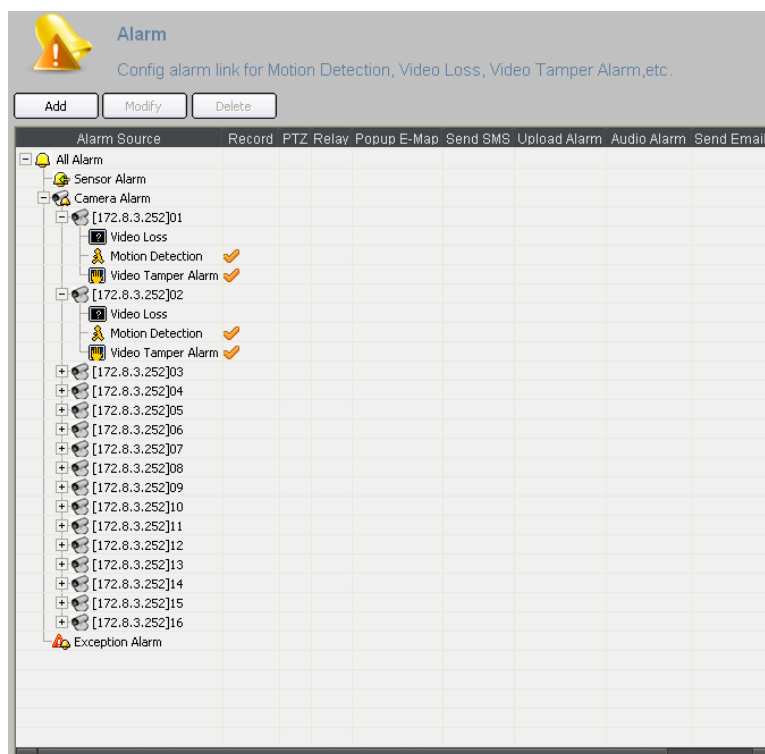 Alarm
Config alarm link for Motion Detection, Video Loss, Video Tamper Alarm,etc.
Add Modify Delete
Alarm Source Record PTZ Relay Popup E-Map Send SMS Upload Alarm Audio Alarm Send Email
All Alarm
Sensor Alarm
Camera Alarm
[172.8.3.252]01
Video Loss
Motion Detection
Video Tamper Alarm
[172.8.3.252]02
Video Loss
Motion Detection
Video Tamper Alarm
[172.8.3.252]03
[172.8.3.252]04
[172.8.3.252]05
[172.8.3.252]06
[172.8.3.252]07
[172.8.3.252]08
[172.8.3.252]09
[172.8.3.252]10
[172.8.3.252]11
[172.8.3.252]12
[172.8.3.252]13
[172.8.3.252]14
[172.8.3.252]15
[172.8.3.252]16
Exception Alarm